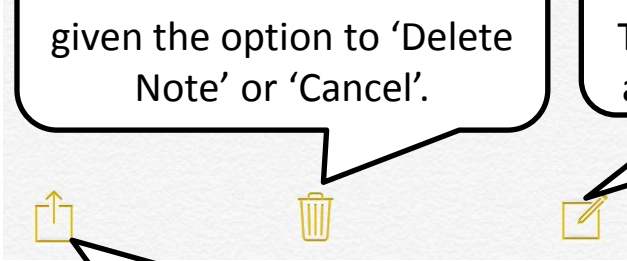 given the option to ‘Delete
Note’ or ‘Cancel’.